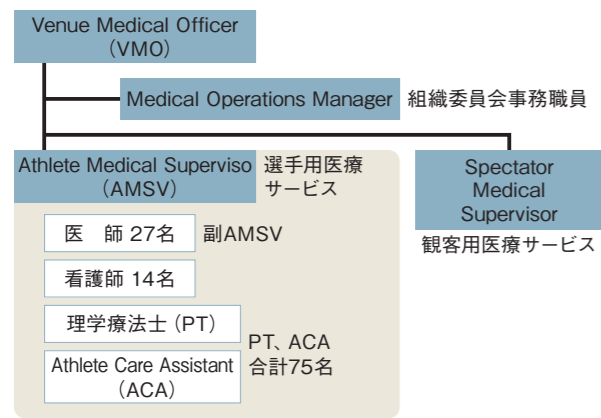 Venue Medical Officer
(VMO)
Medical Operations Manager 組織委員会事務職員
Athlete Medical Superviso
(AMSV)
選手用医療
サービス
Spectator
Medical
Supervisor
観客用医療サービス
医　師 27名 副AMSV
看護師 14名
理学療法士（PT）
Athlete Care Assistant
(ACA)
PT、ACA
合計75名